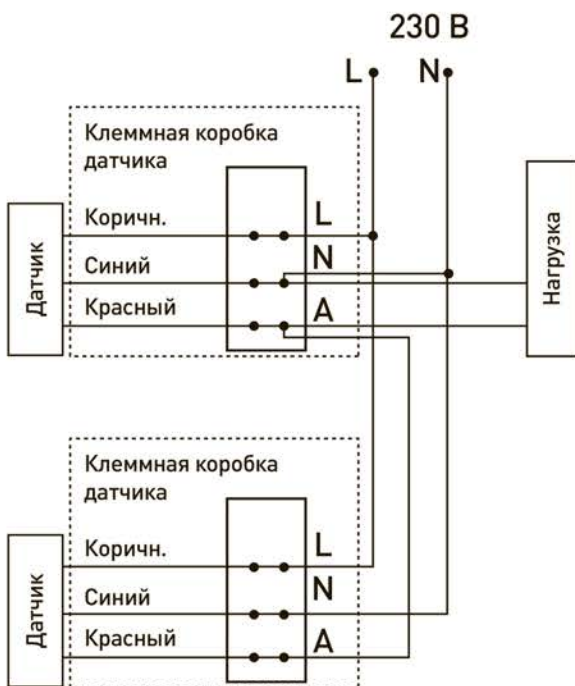 230 В
L N
Клеммная коробка
датчика
Датчик
Коричн.
L
Синий
N
Красный
A
Нагрузка
Клеммная коробка
датчика
Датчик
Коричн.
L
Синий
N
Красный
A